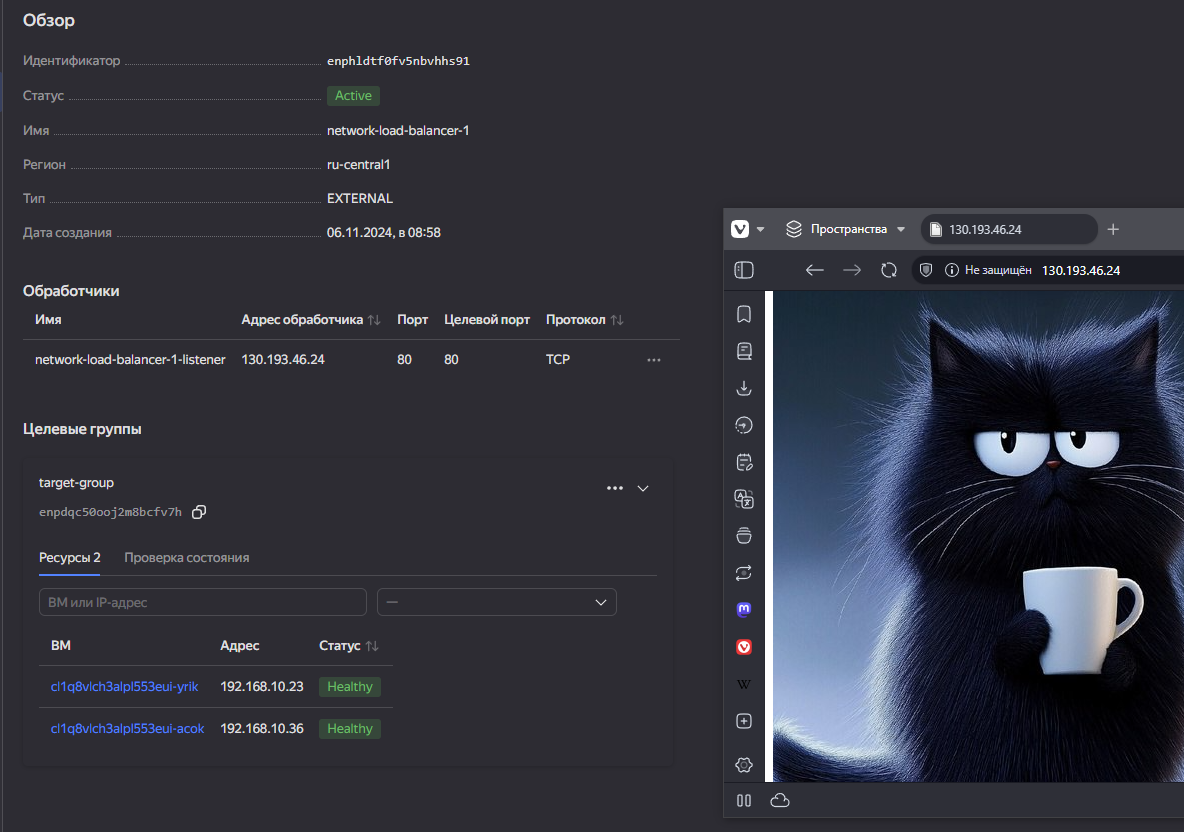 Обзор
Идентификатор enphldtf0fv5nbvhhs91
Статус Active
Имя network-load-balancer-1
Регион ru-central1
Тип EXTERNAL
Дата создания 06.11.2024, в 08:58
Обработчики
Имя Адрес обработчика Порт Целевой порт Протокол
network-load-balancer-1-listener 130.193.46.24 80 80 TCP
Целевые группы
target-group
enpdqc50ooj2m8bcfv7h
Ресурсы 2 Проверка состояния
ВМ или IP-адрес —
ВМ Адрес Статус
cl1q8vlch3alpl553eui-yrik 192.168.10.23 Healthy
cl1q8vlch3alpl553eui-acok 192.168.10.36 Healthy
Пространства 130.193.46.24
Не защищён 130.193.46.24
W